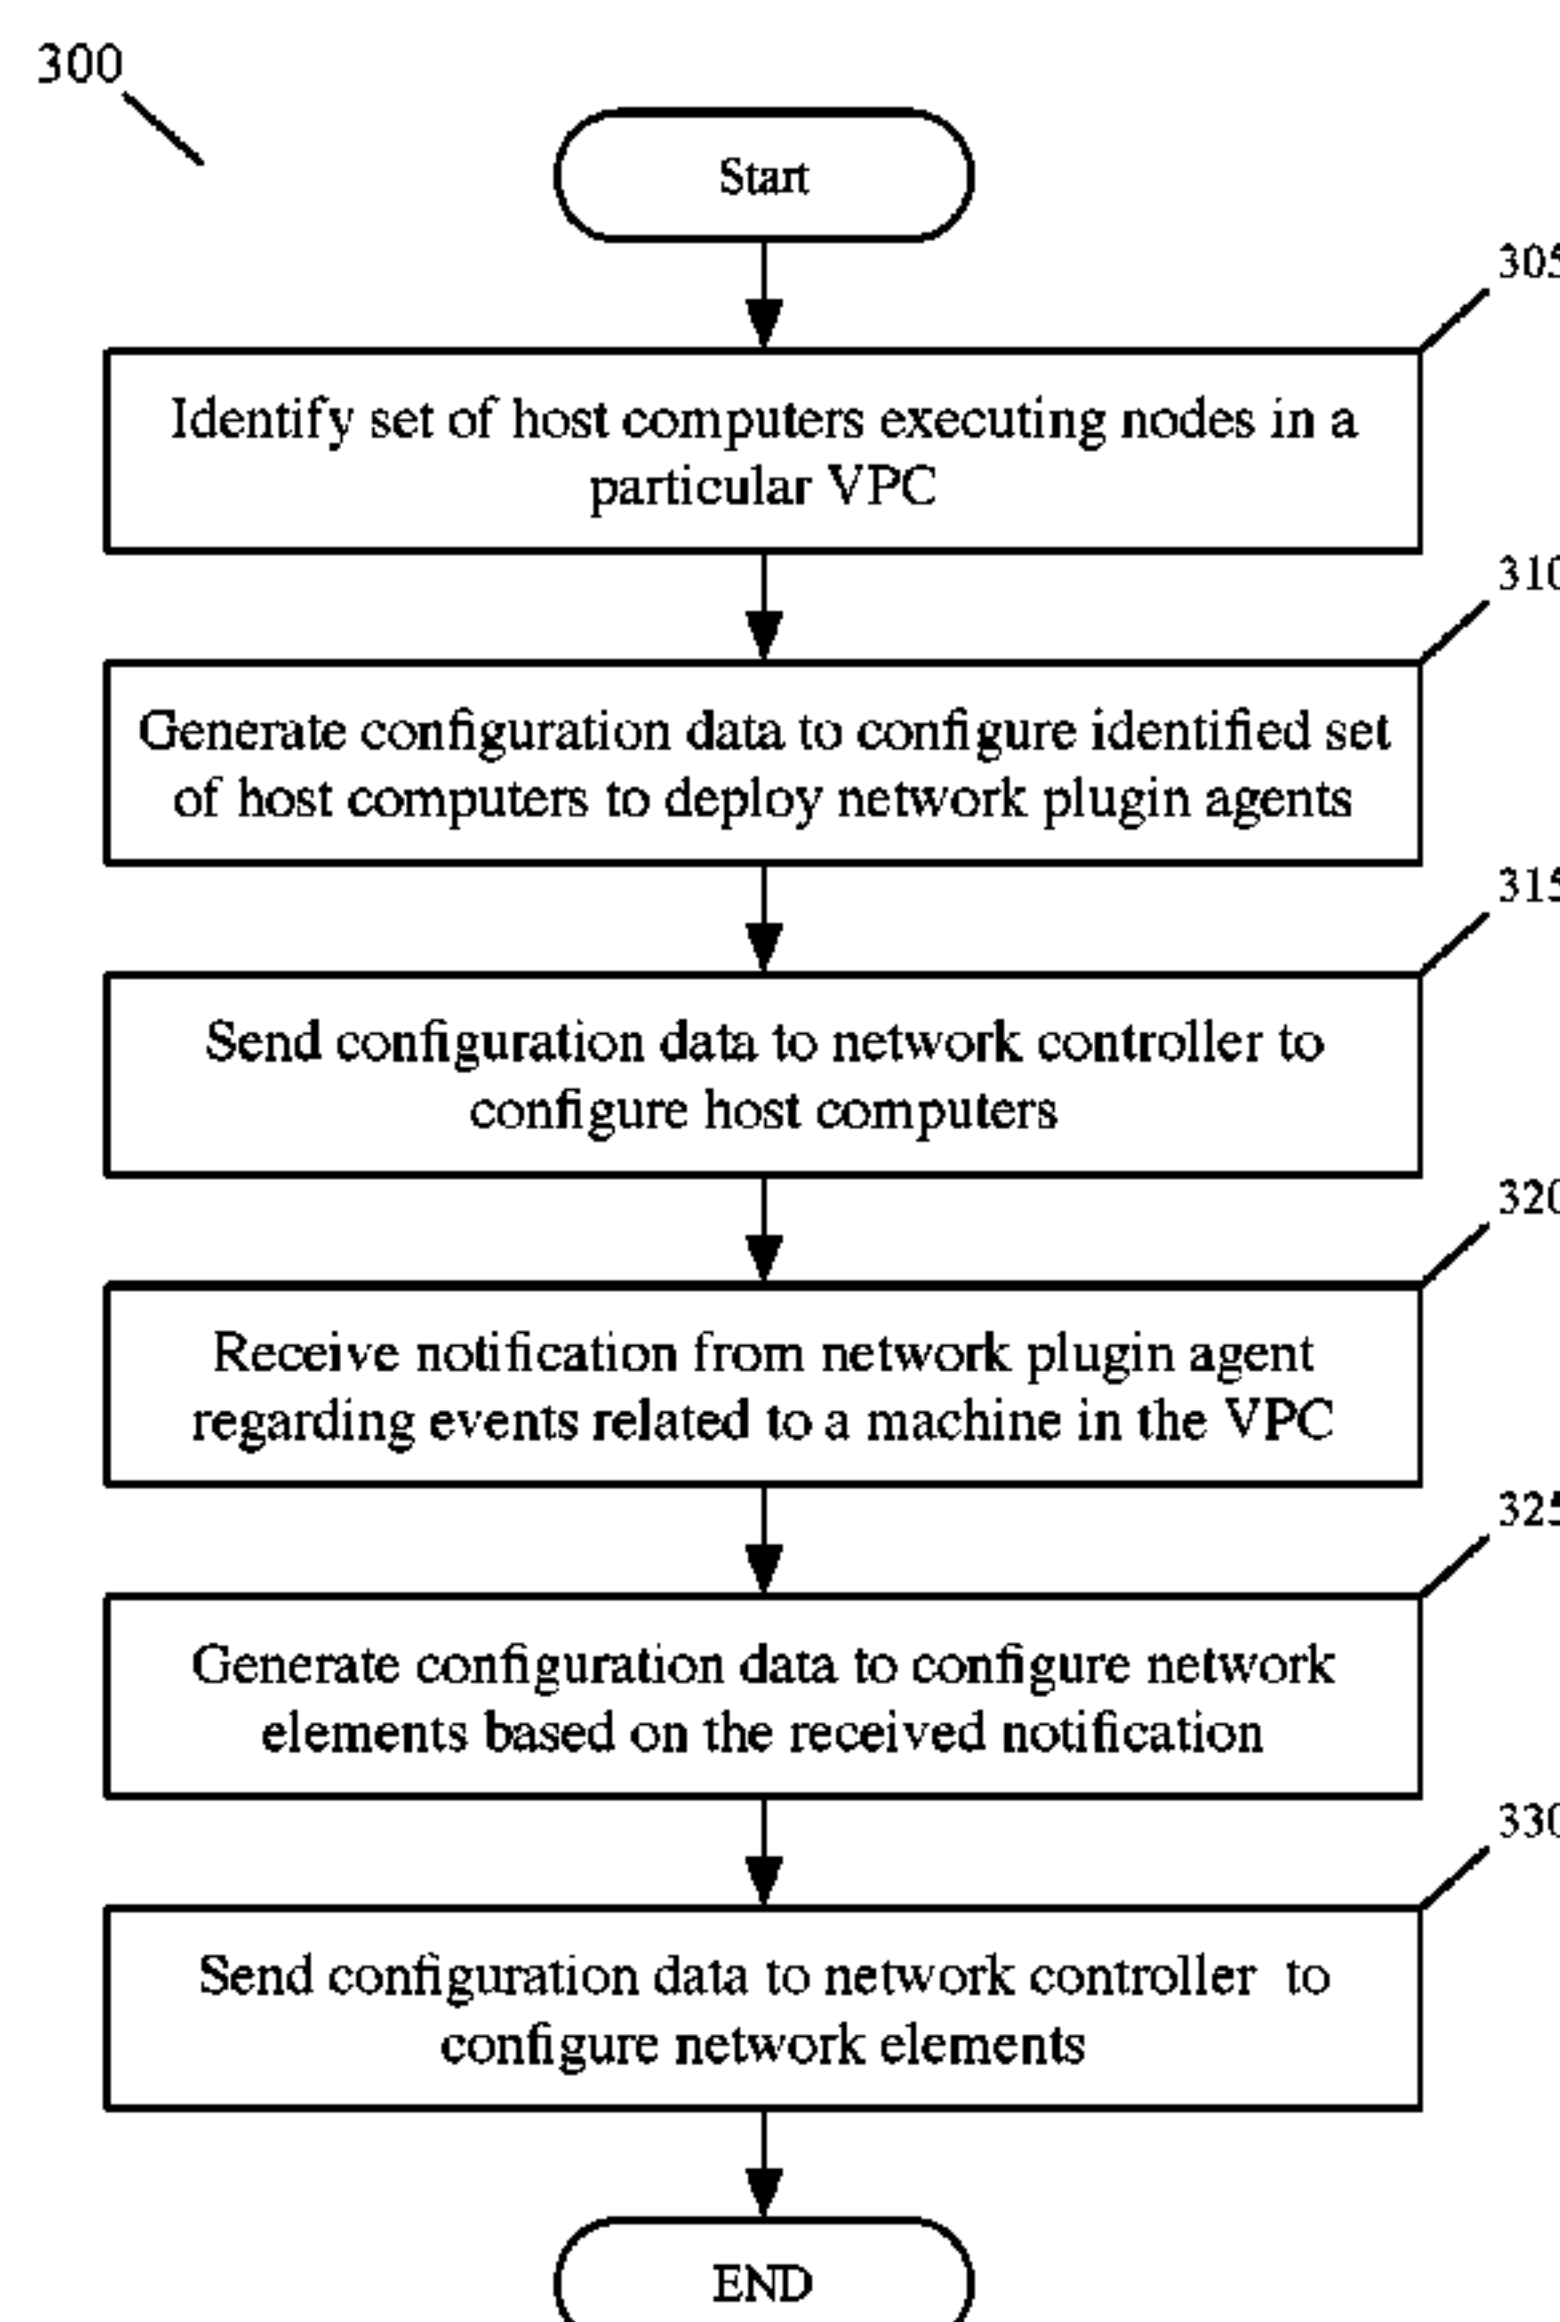 300
Start
305
Identify set of host computers executing nodes in a
particular VPC
310
Generate configuration data to configure identified set
of host computers to deploy network plugin agents
315
Send configuration data to network controller to
configure host computers
320
Receive notification from network plugin agent
regarding events related to a machine in the VPC
325
Generate configuration data to configure network
elements based on the received notification
330
Send configuration data to network controller to
configure network elements
END